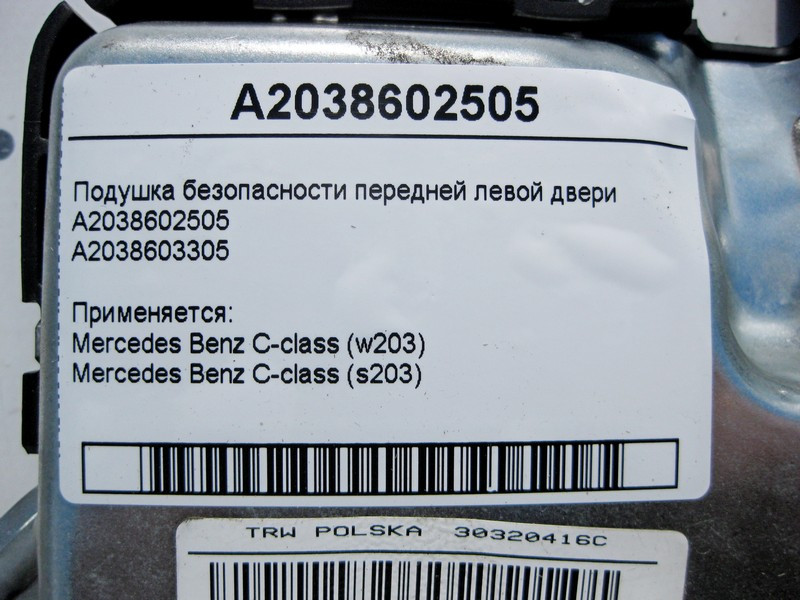 A2038602505
Подушка безопасности передней левой двери
A2038602505
A2038603305
Применяется:
Mercedes Benz C-class (w203)
Mercedes Benz C-class (s203)
TRW POLSKA 30320416C